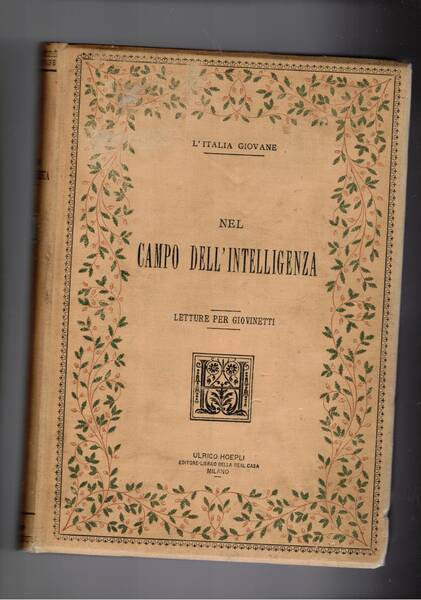 L'ITALIA GIOVANE
NEL
CAMPO DELL'INTELLIGENZA
LETTURE PER GIOVINETTI
ULRICO HOEPLI
EDITORE-LIBRAIO DELLA REAL CASA
MILANO